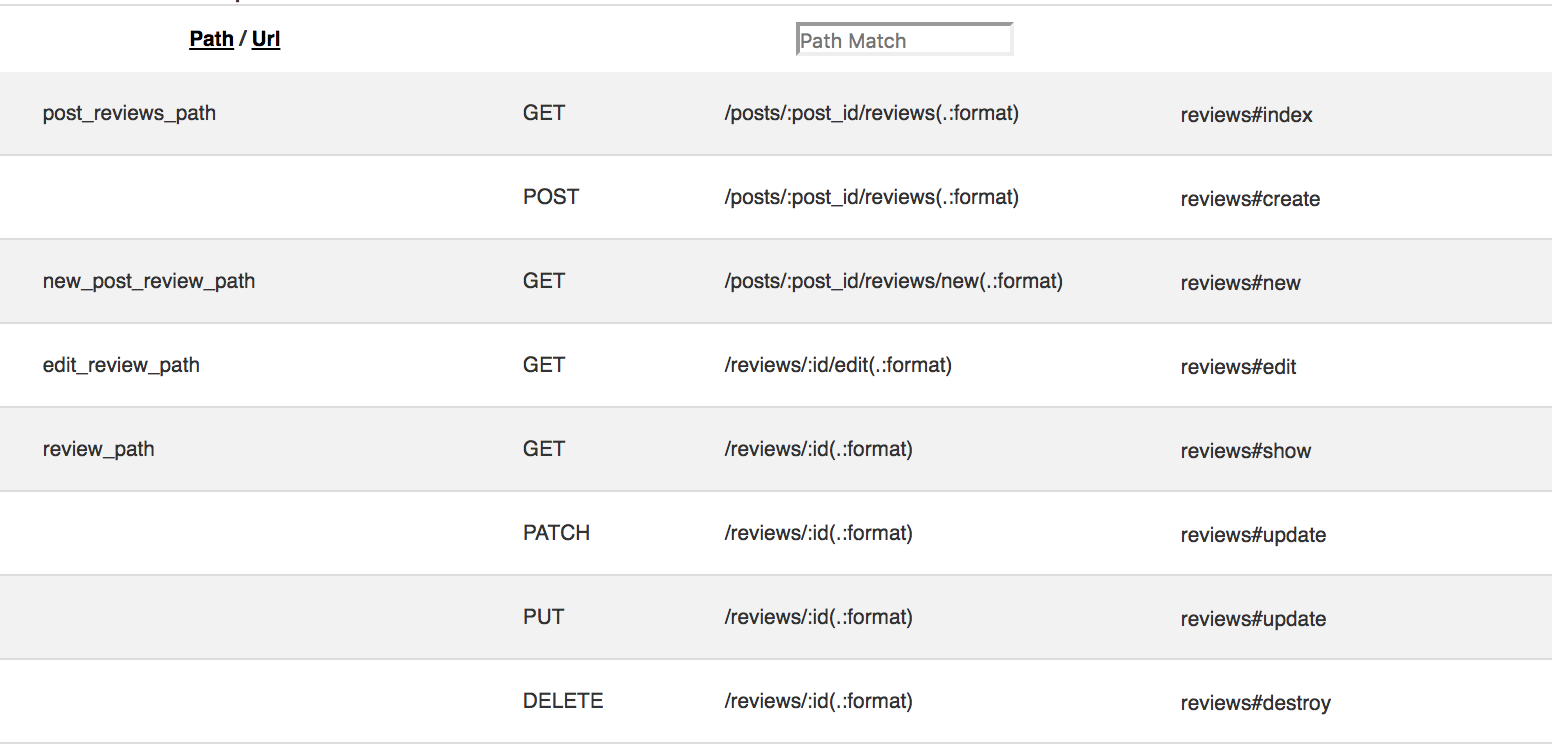 Path / Url Path Match
post_reviews_path GET /posts/:post_id/reviews(.:format) reviews#index
POST /posts/:post_id/reviews(.:format) reviews#create
new_post_review_path GET /posts/:post_id/reviews/new(.:format) reviews#new
edit_review_path GET /reviews/:id/edit(.:format) reviews#edit
review_path GET /reviews/:id(.:format) reviews#show
PATCH /reviews/:id(.:format) reviews#update
PUT /reviews/:id(.:format) reviews#update
DELETE /reviews/:id(.:format) reviews#destroy